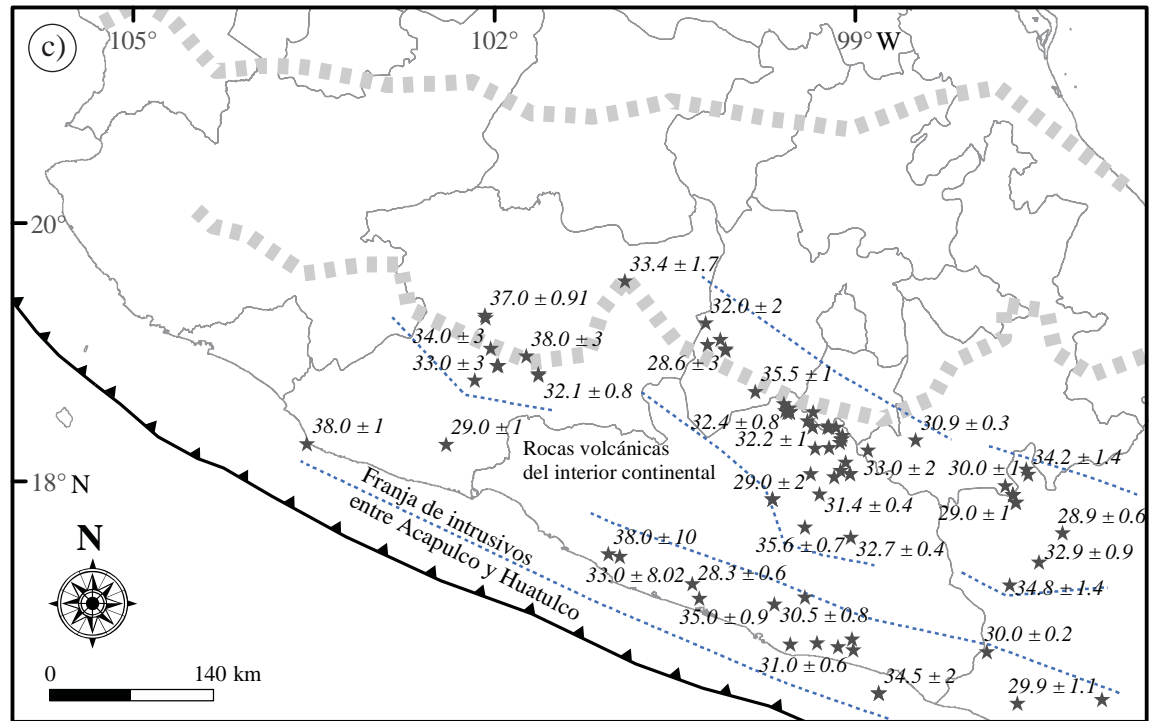 c)
105°
102°
99° W
20°
18° N
33.4 ± 1.7
37.0 ± 0.91
32.0 ± 2
34.0 ± 3
38.0 ± 3
33.0 ± 3
28.6 ± 3
32.1 ± 0.8
35.5 ± 1
38.0 ± 1
29.0 ± 1
32.4 ± 0.8
30.9 ± 0.3
32.2 ± 1
Rocas volcánicas
del interior continental
33.0 ± 2
30.0 ± 1
34.2 ± 1.4
29.0 ± 2
31.4 ± 0.4
29.0 ± 1
28.9 ± 0.6
Franja de intrusivos
entre Acapulco y Huatulco
38.0 ± 10
35.6 ± 0.7
32.7 ± 0.4
32.9 ± 0.9
33.0 ± 8.02
28.3 ± 0.6
34.8 ± 1.4
35.0 ± 0.9
30.5 ± 0.8
31.0 ± 0.6
30.0 ± 0.2
34.5 ± 2
29.9 ± 1.1
N
0
140 km